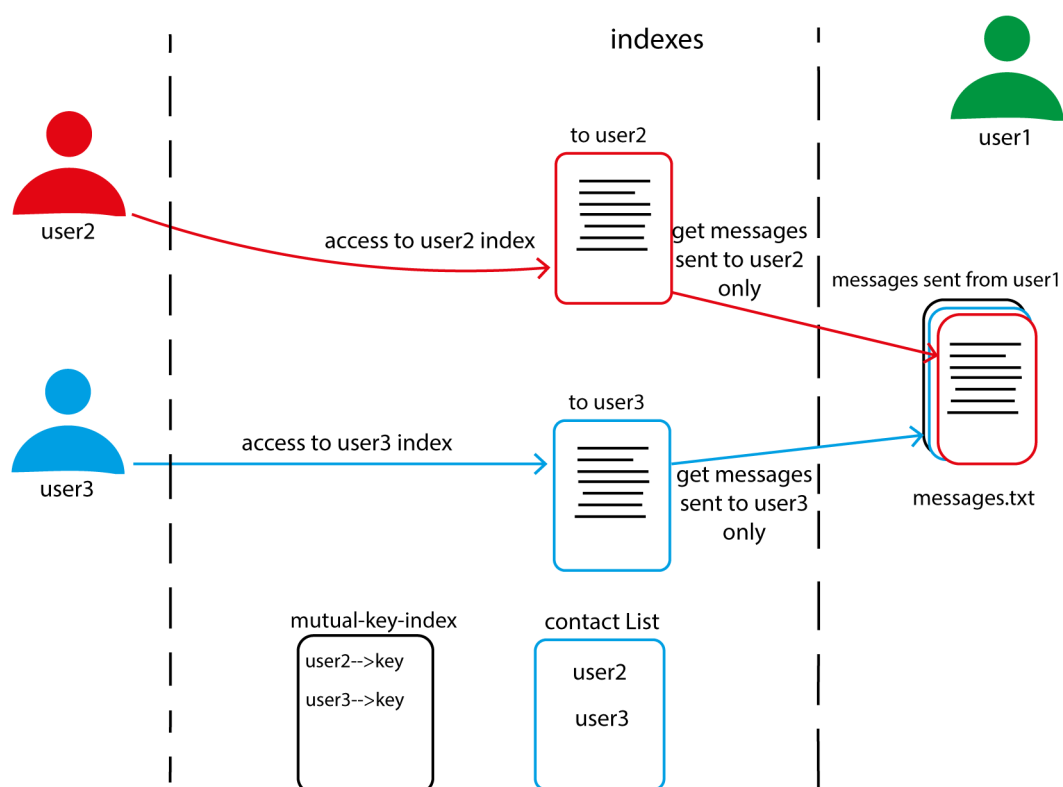 indexes
user1
to user2
user2
access to user2 index
get messages
sent to user2
only
messages sent from user1
to user3
access to user3 index
user3
get messages
sent to user3
only
messages.txt
mutual-key-index
user2-->key
user3-->key
contact List
user2
user3